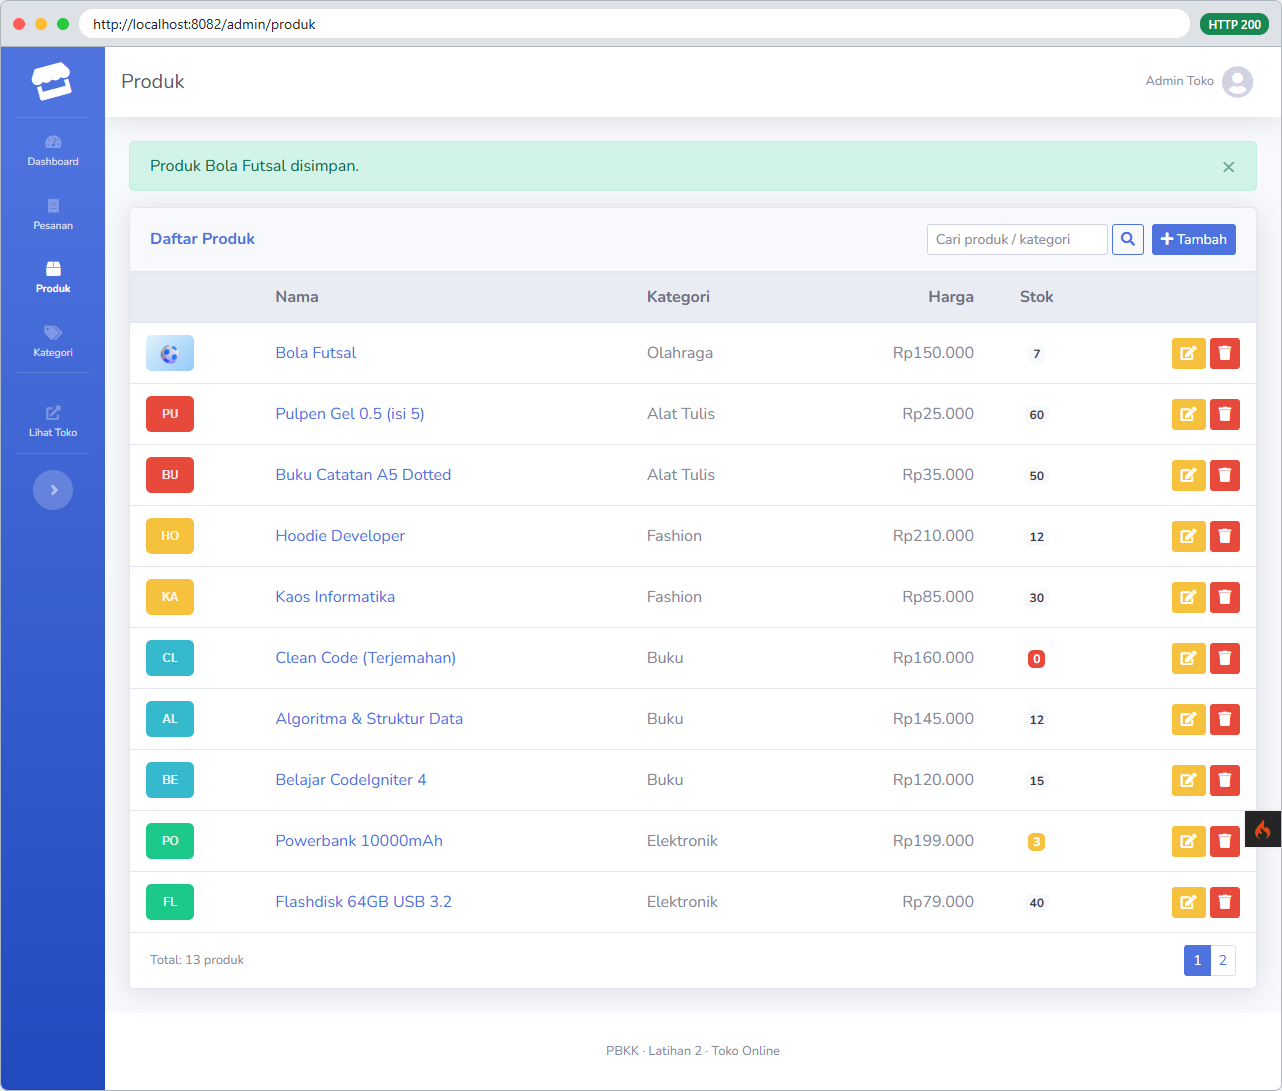 http://localhost:8082/admin/produk
HTTP 200
Produk
Admin Toko
Dashboard
Pesanan
Produk
Kategori
Lihat Toko
Produk Bola Futsal disimpan.
Daftar Produk
Cari produk / kategori
Tambah
Nama Kategori Harga Stok
Bola Futsal Olahraga Rp150.000 7
PU Pulpen Gel 0.5 (isi 5) Alat Tulis Rp25.000 60
BU Buku Catatan A5 Dotted Alat Tulis Rp35.000 50
HO Hoodie Developer Fashion Rp210.000 12
KA Kaos Informatika Fashion Rp85.000 30
CL Clean Code (Terjemahan) Buku Rp160.000 0
AL Algoritma & Struktur Data Buku Rp145.000 12
BE Belajar CodeIgniter 4 Buku Rp120.000 15
PO Powerbank 10000mAh Elektronik Rp199.000 3
FL Flashdisk 64GB USB 3.2 Elektronik Rp79.000 40
Total: 13 produk
1 2
PBKK · Latihan 2 · Toko Online